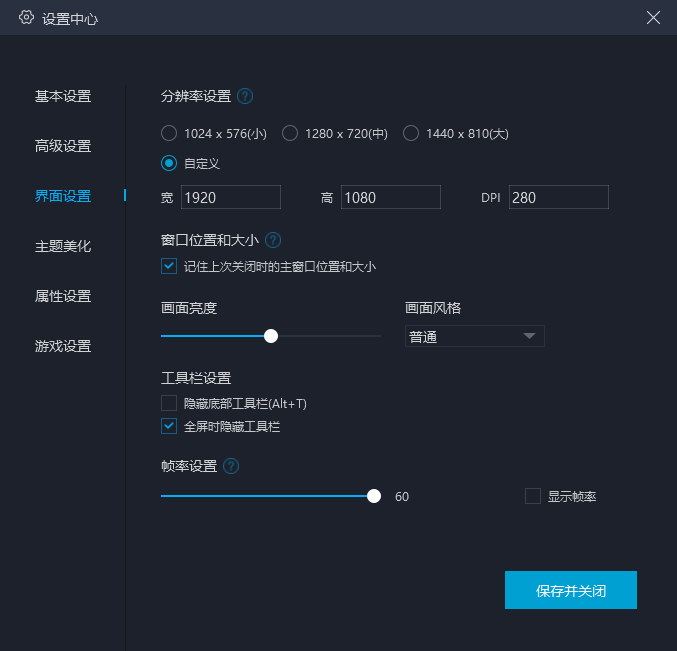 设置中心
基本设置
高级设置
界面设置
主题美化
属性设置
游戏设置
分辨率设置 ?
1024 x 576(小) 1280 x 720(中) 1440 x 810(大)
自定义
宽 1920 高 1080 DPI 280
窗口位置和大小 ?
记住上次关闭时的主窗口位置和大小
画面亮度 画面风格
普通
工具栏设置
隐藏底部工具栏(Alt+T)
全屏时隐藏工具栏
帧率设置 ?
60 显示帧率
保存并关闭